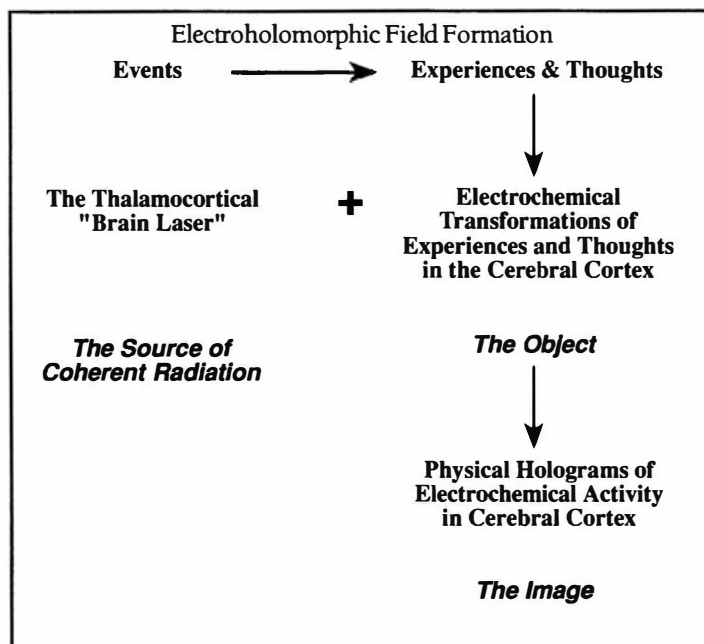 Electroholomorphic Field Formation
Events
Experiences & Thoughts
The Thalamocortical
"Brain Laser"
+
Electrochemical
Transformations of
Experiences and Thoughts
in the Cerebral Cortex
The Source of
Coherent Radiation
The Object
Physical Holograms of
Electrochemical Activity
in Cerebral Cortex
The Image